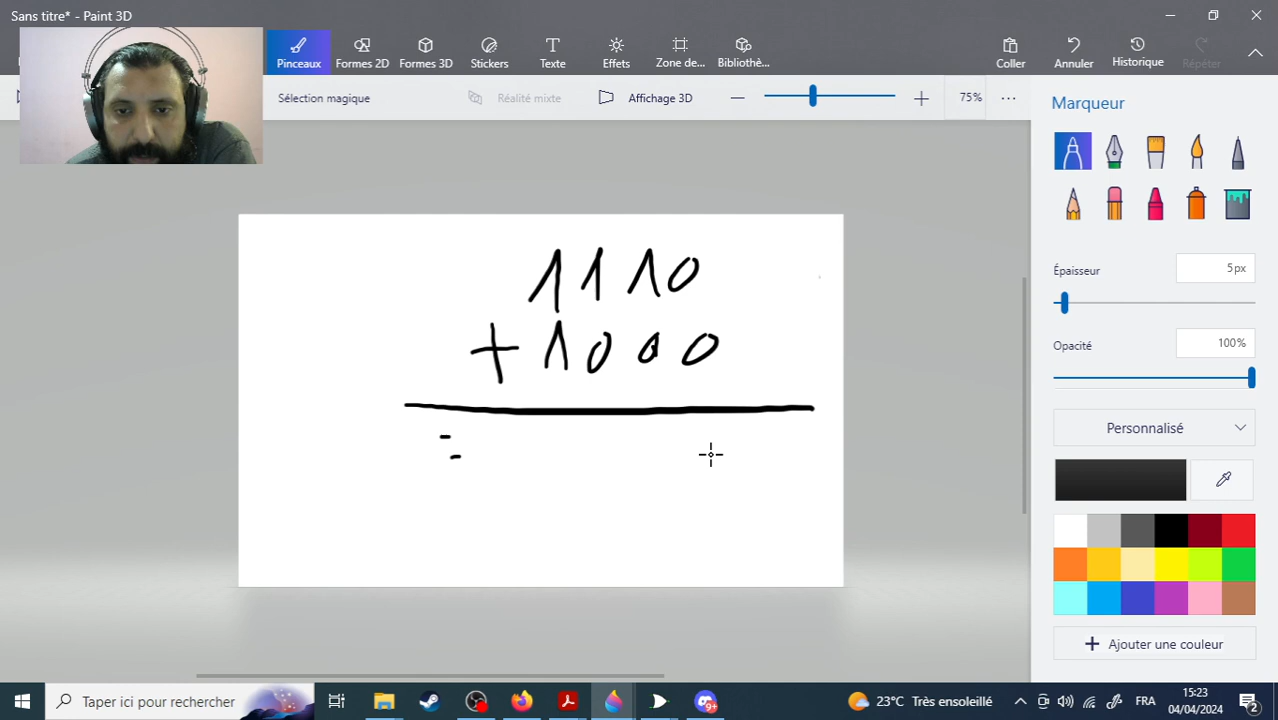 Sans titre* - Paint 3D
Pinceaux Formes 2D Formes 3D Stickers Texte Effets Zone de... Bibliothè... Coller Annuler Historique Répéter
Sélection magique Réalité mixte Affichage 3D 75%
Marqueur
Épaisseur 5px
Opacité 100%
Personnalisé
Ajouter une couleur
1110
+ 1000
=
Taper ici pour rechercher 9+ 23°C Très ensoleillé FRA 15:23
04/04/2024 2